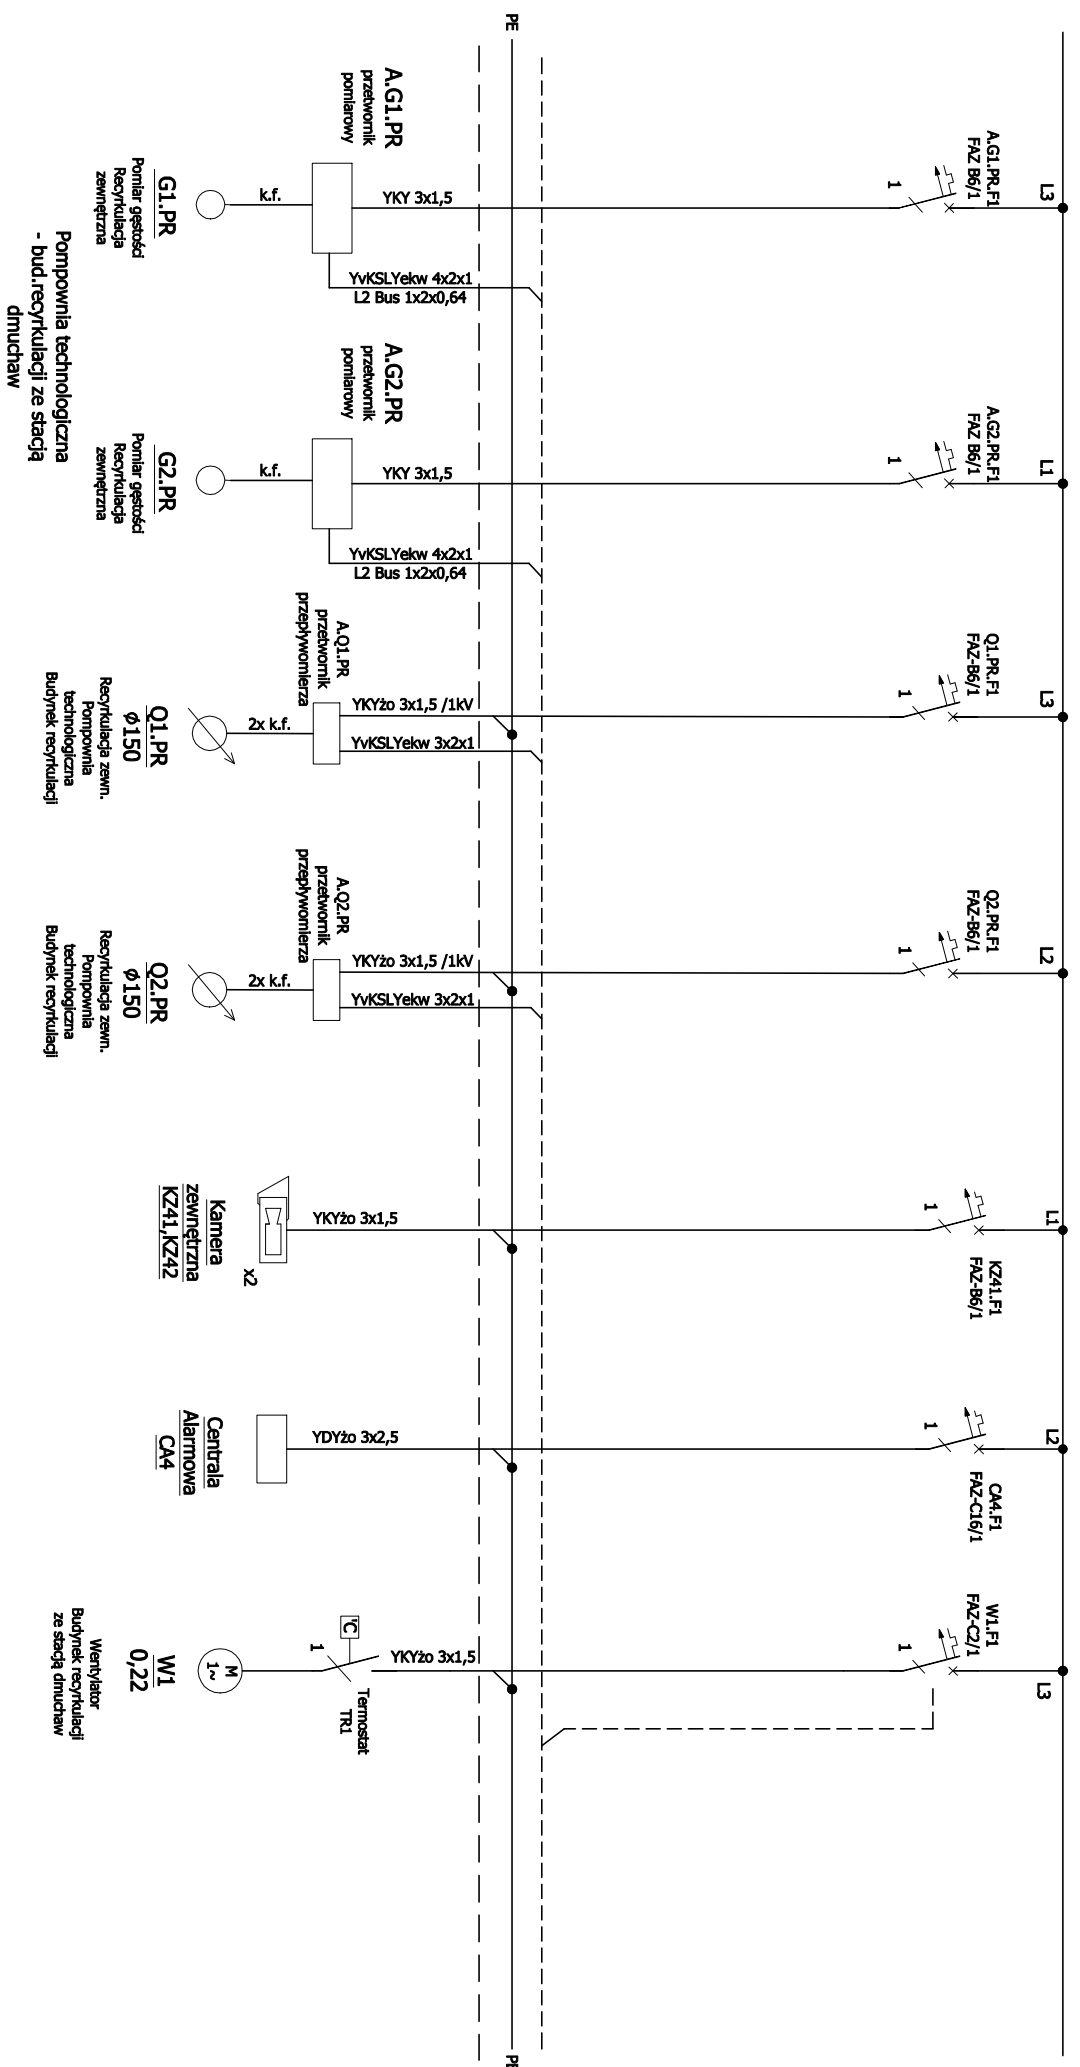 L3
A.G1.PR.F1
FAZ B6/1
1
PE
YKY 3x1,5
YvKSLYekw 4x2x1
L2 Bus 1x2x0,64
A.G1.PR
przetwornik
pomiarowy
k.f.
G1.PR
Pomiar gęstości
Recyrkulacja
zewnętrzna
Pompownia technologiczna
- bud.recyrkulacji ze stacją
dmuchaw
L1
A.G2.PR.F1
FAZ B6/1
1
YKY 3x1,5
YvKSLYekw 4x2x1
L2 Bus 1x2x0,64
A.G2.PR
przetwornik
pomiarowy
k.f.
G2.PR
Pomiar gęstości
Recyrkulacja
zewnętrzna
L3
Q1.PR.F1
FAZ-B6/1
1
YKYżo 3x1,5 /1kV
YvKSLYekw 3x2x1
A.Q1.PR
przetwornik
przepływomierza
2x k.f.
Q1.PR
ϕ150
Recyrkulacja zewn.
Pompownia
technologiczna
Budynek recyrkulacji
L2
Q2.PR.F1
FAZ-B6/1
1
YKYżo 3x1,5 /1kV
YvKSLYekw 3x2x1
A.Q2.PR
przetwornik
przepływomierza
2x k.f.
Q2.PR
ϕ150
Recyrkulacja zewn.
Pompownia
technologiczna
Budynek recyrkulacji
L1
KZ41.F1
FAZ-B6/1
1
YKYżo 3x1,5
x2
Kamera
zewnętrzna
KZ41,KZ42
L2
CA4.F1
FAZ-C16/1
1
YDYżo 3x2,5
Centrala
Alarmowa
CA4
L3
W1.F1
FAZ-C2/1
1
YKYżo 3x1,5
'C
1
Termostat
TR1
M
1~
W1
0,22
Wentylator
Budynek recyrkulacji
ze stacją dmuchaw
PE